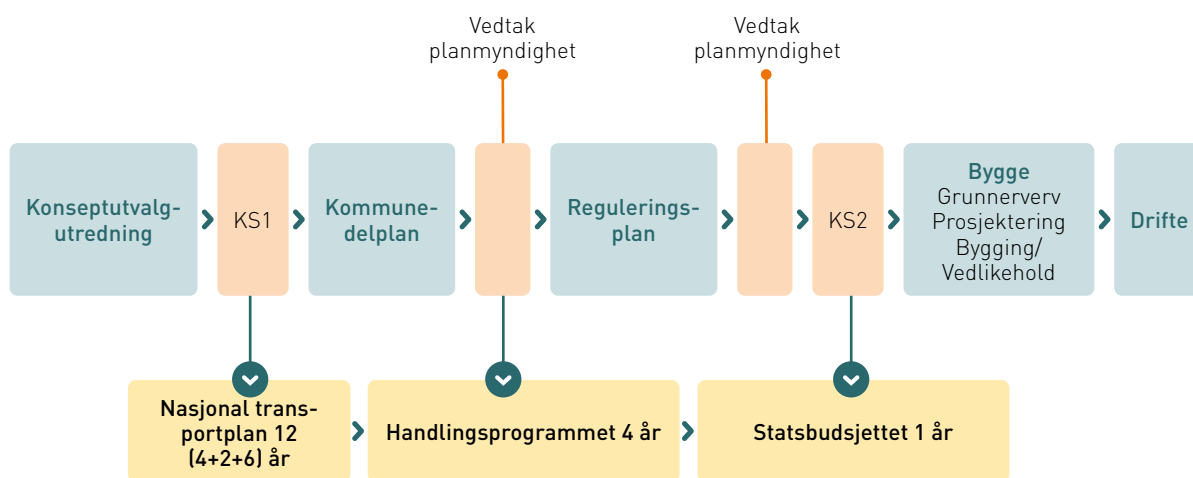 Vedtak
planmyndighet
Vedtak
planmyndighet
Konseptutvalg-
utredning
KS1
Kommune-
delplan
Regulerings-
plan
KS2
Bygge
Grunnerverv
Prosjektering
Bygging/
Vedlikehold
Drifte
Nasjonal trans-
portplan 12
(4+2+6) år
Handlingsprogrammet 4 år
Statsbudsjettet 1 år